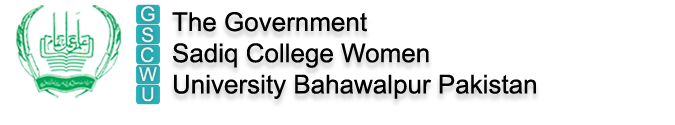 G
S
C
W
U
The Government
Sadiq College Women
University Bahawalpur Pakistan